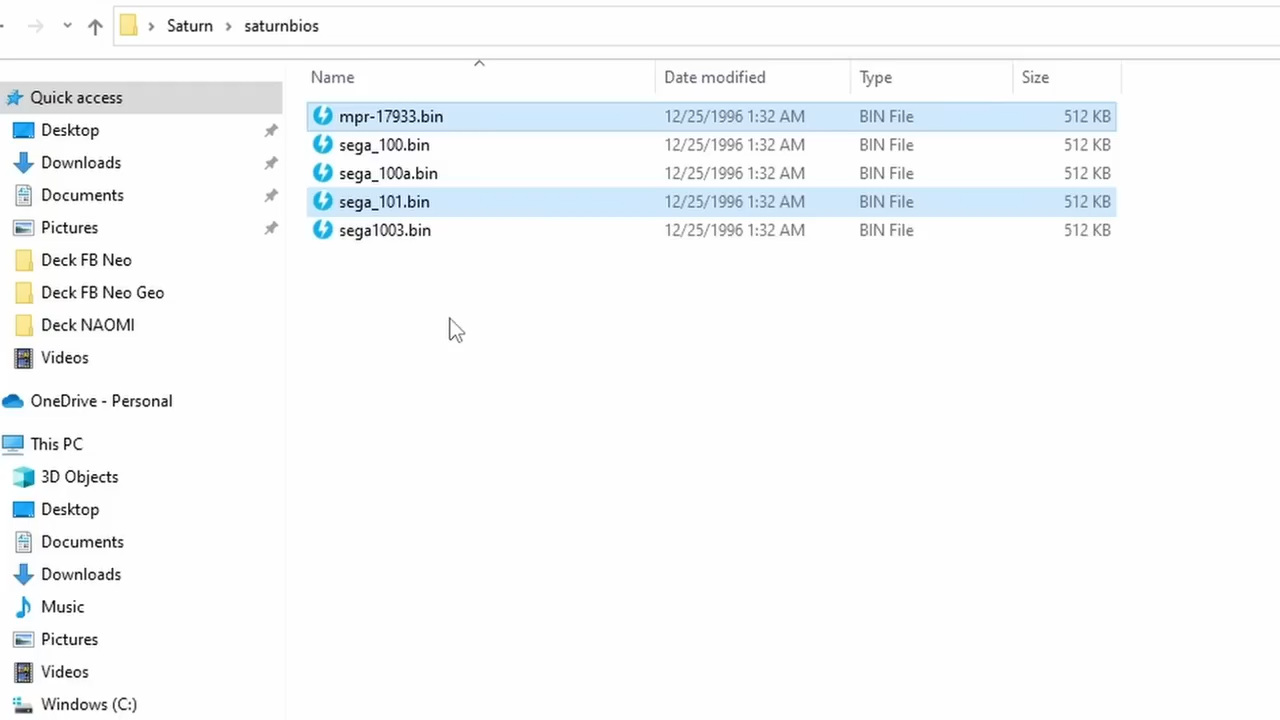 Saturn > saturnbios
Name Date modified Type Size
Quick access
Desktop
Downloads
Documents
Pictures
Deck FB Neo
Deck FB Neo Geo
Deck NAOMI
Videos
OneDrive - Personal
This PC
3D Objects
Desktop
Documents
Downloads
Music
Pictures
Videos
Windows (C:)
mpr-17933.bin 12/25/1996 1:32 AM BIN File 512 KB
sega_100.bin 12/25/1996 1:32 AM BIN File 512 KB
sega_100a.bin 12/25/1996 1:32 AM BIN File 512 KB
sega_101.bin 12/25/1996 1:32 AM BIN File 512 KB
sega1003.bin 12/25/1996 1:32 AM BIN File 512 KB